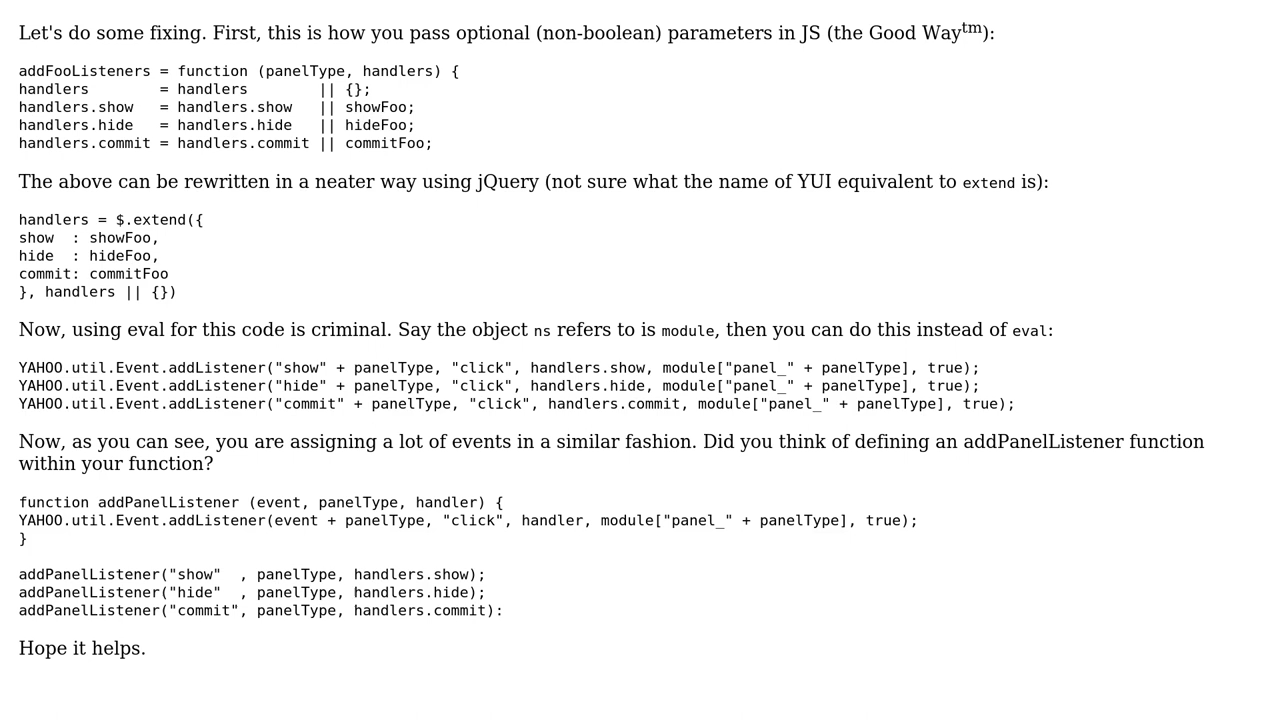 Let's do some fixing. First, this is how you pass optional (non-boolean) parameters in JS (the Good Waytm):
addFooListeners = function (panelType, handlers) {
handlers        = handlers        || {};
handlers.show   = handlers.show   || showFoo;
handlers.hide   = handlers.hide   || hideFoo;
handlers.commit = handlers.commit || commitFoo;
The above can be rewritten in a neater way using jQuery (not sure what the name of YUI equivalent to extend is):
handlers = $.extend({
show  : showFoo,
hide  : hideFoo,
commit: commitFoo
}, handlers || {})
Now, using eval for this code is criminal. Say the object ns refers to is module, then you can do this instead of eval:
YAHOO.util.Event.addListener("show" + panelType, "click", handlers.show, module["panel_" + panelType], true);
YAHOO.util.Event.addListener("hide" + panelType, "click", handlers.hide, module["panel_" + panelType], true);
YAHOO.util.Event.addListener("commit" + panelType, "click", handlers.commit, module["panel_" + panelType], true);
Now, as you can see, you are assigning a lot of events in a similar fashion. Did you think of defining an addPanelListener function
within your function?
function addPanelListener (event, panelType, handler) {
YAHOO.util.Event.addListener(event + panelType, "click", handler, module["panel_" + panelType], true);
}
addPanelListener("show"  , panelType, handlers.show);
addPanelListener("hide"  , panelType, handlers.hide);
addPanelListener("commit", panelType, handlers.commit):
Hope it helps.